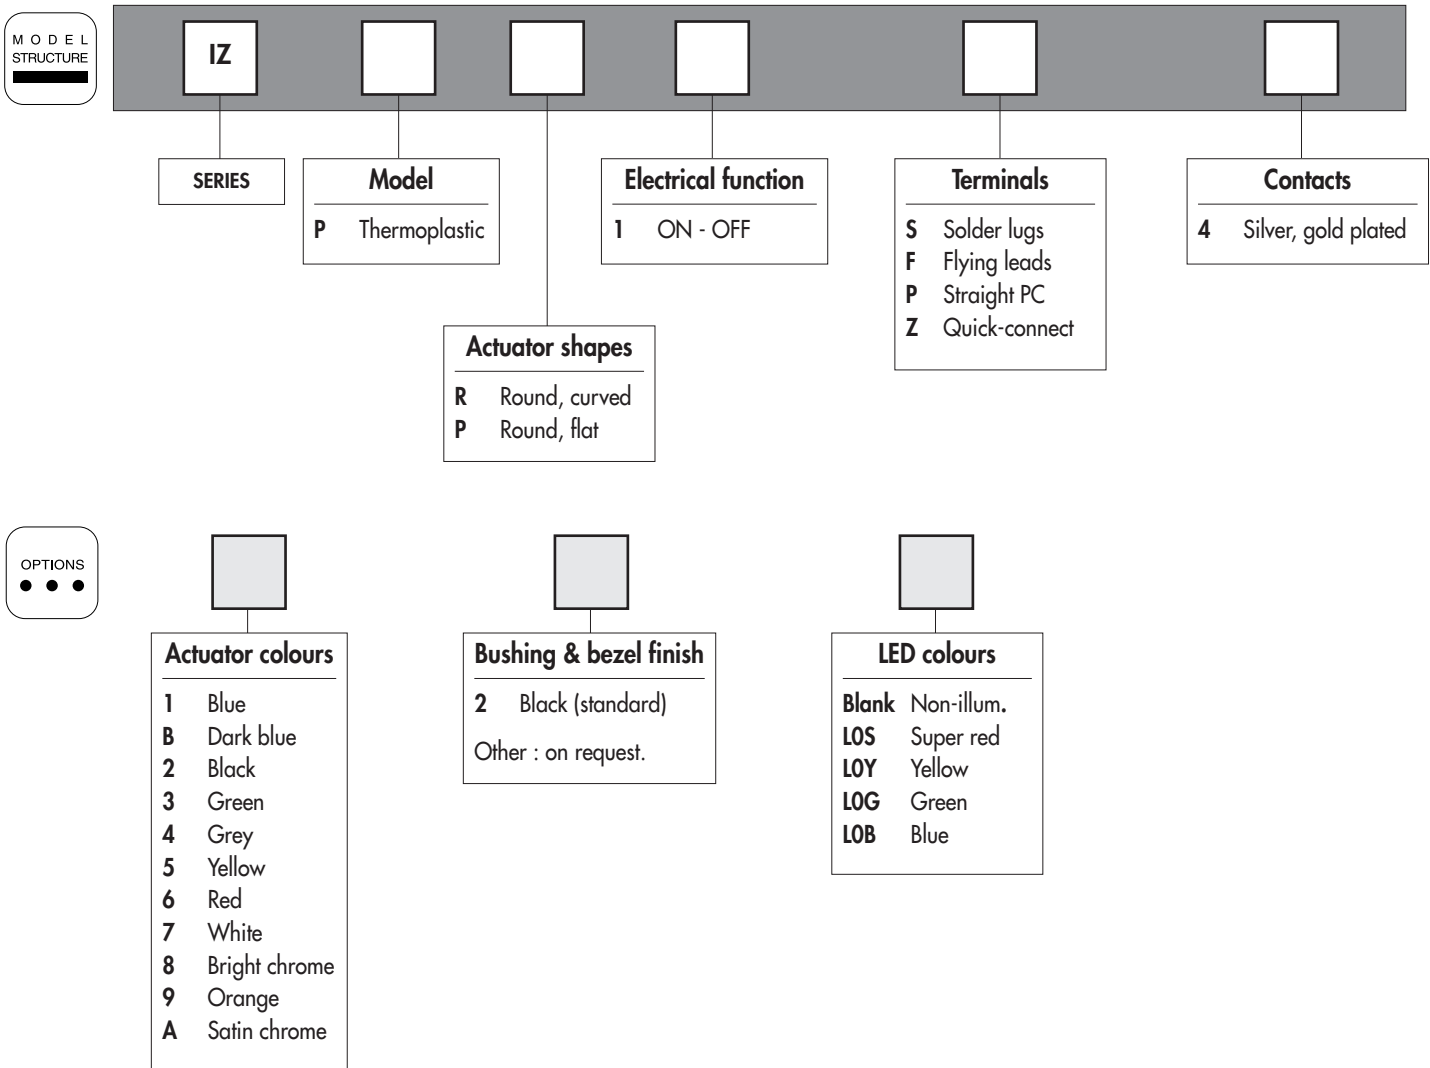 MODEL
STRUCTURE
IZ
SERIES
Model
P Thermoplastic
Actuator shapes
R Round, curved
P Round, flat
Electrical function
1 ON - OFF
Terminals
S Solder lugs
F Flying leads
P Straight PC
Z Quick-connect
Contacts
4 Silver, gold plated
OPTIONS
Actuator colours
1 Blue
B Dark blue
2 Black
3 Green
4 Grey
5 Yellow
6 Red
7 White
8 Bright chrome
9 Orange
A Satin chrome
Bushing & bezel finish
2 Black (standard)
Other : on request.
LED colours
Blank Non-illum.
L0S Super red
L0Y Yellow
L0G Green
L0B Blue